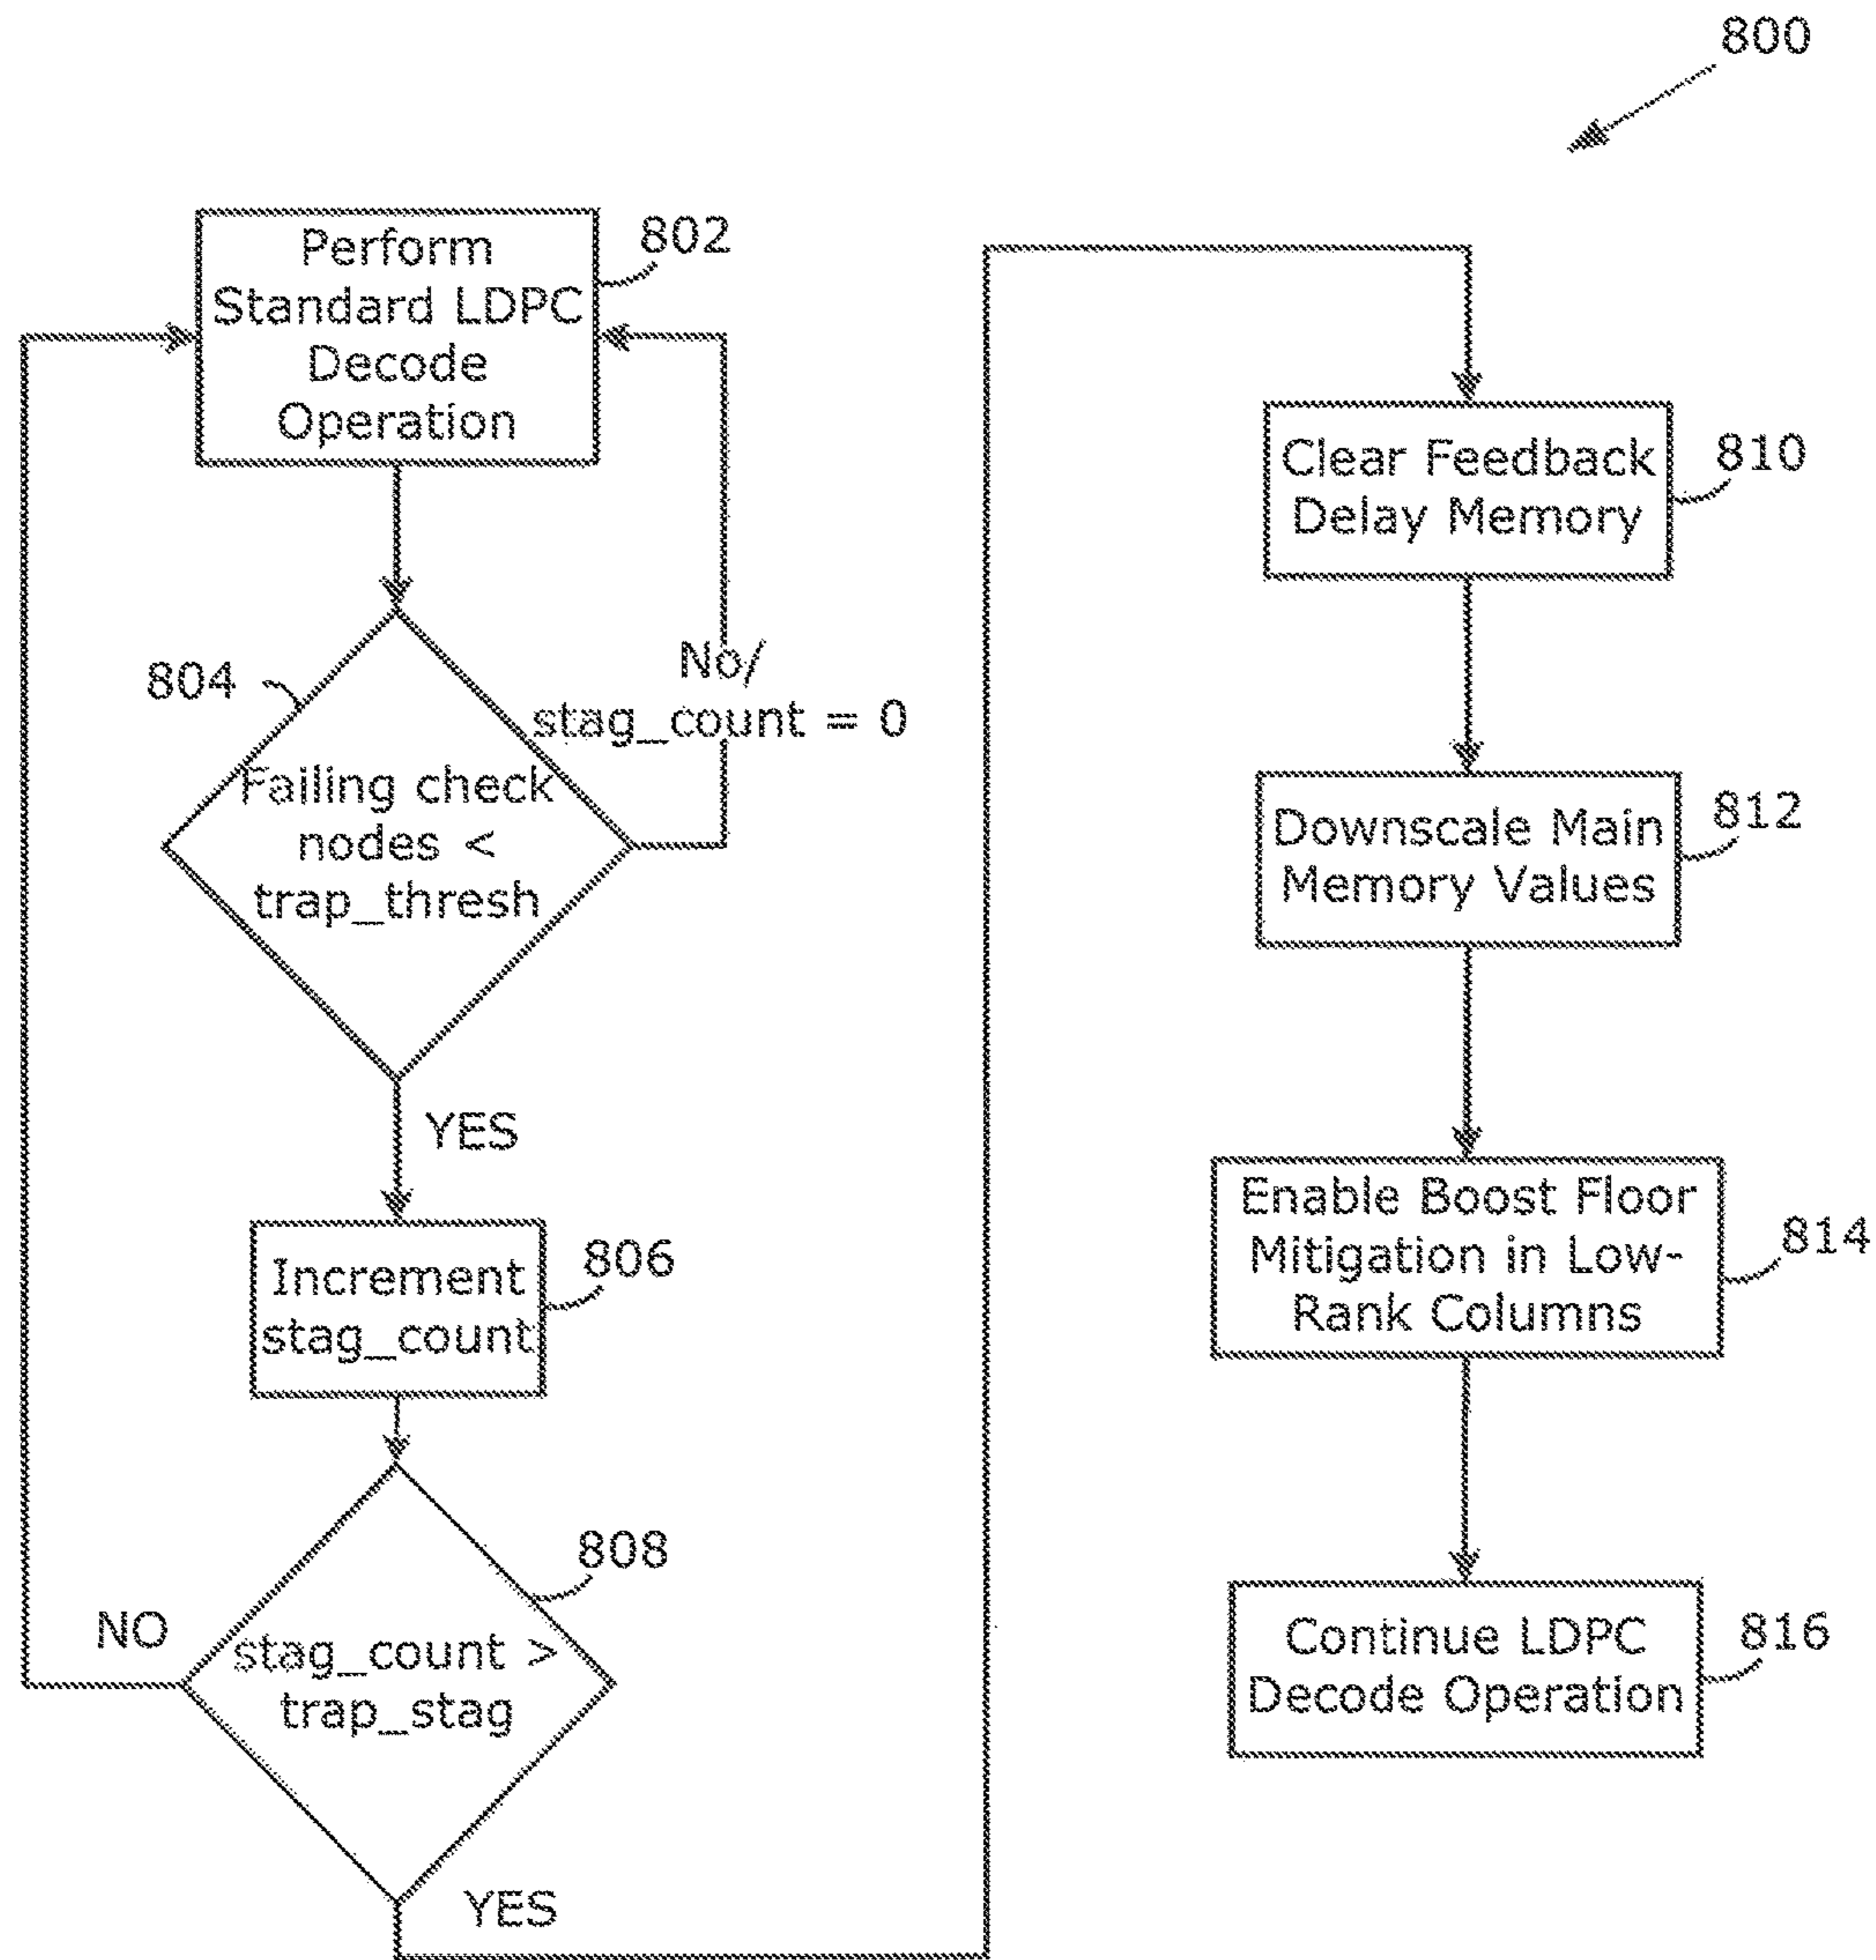 800
Perform
Standard LDPC
Decode
Operation
802
804
Failing check
nodes <
trap_thresh
No/
stag_count = 0
YES
Increment
stag_count
806
808
stag_count >
trap_stag
NO
YES
Clear Feedback
Delay Memory
810
Downscale Main
Memory Values
812
Enable Boost Floor
Mitigation in Low-
Rank Columns
814
Continue LDPC
Decode Operation
816